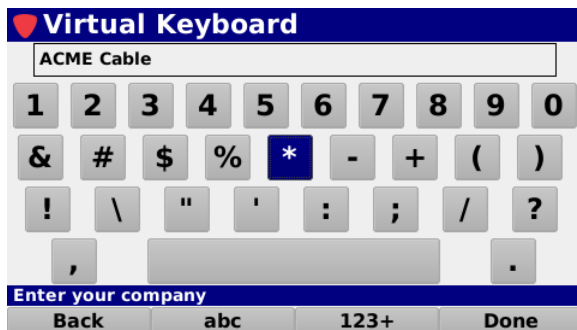 Virtual Keyboard
ACME Cable
1 2 3 4 5 6 7 8 9 0
& # $ % * - + ( )
! \ " ' : ; / ?
, .
Enter your company
Back abc 123+ Done